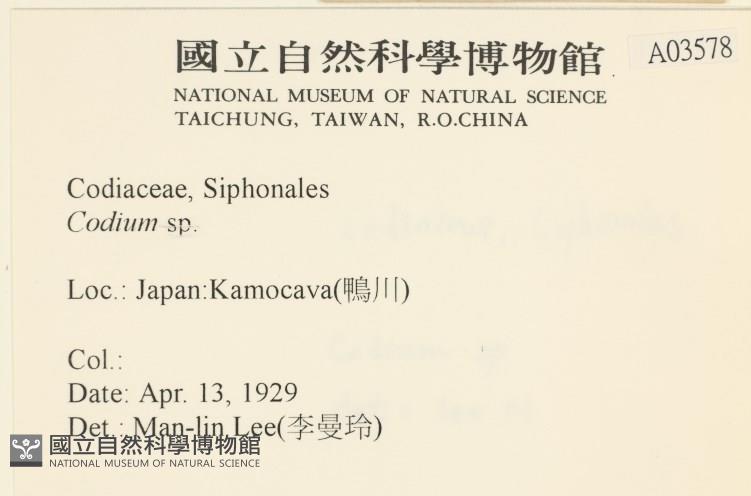 國立自然科學博物館
A03578
NATIONAL MUSEUM OF NATURAL SCIENCE
TAICHUNG, TAIWAN, R.O.CHINA
Codiaceae, Siphonales
Codium sp.
Loc.: Japan:Kamocava(鴨川)
Col.:
Date: Apr. 13, 1929
Det.: Man-lin Lee(李曼玲)
國立自然科學博物館
NATIONAL MUSEUM OF NATURAL SCIENCE